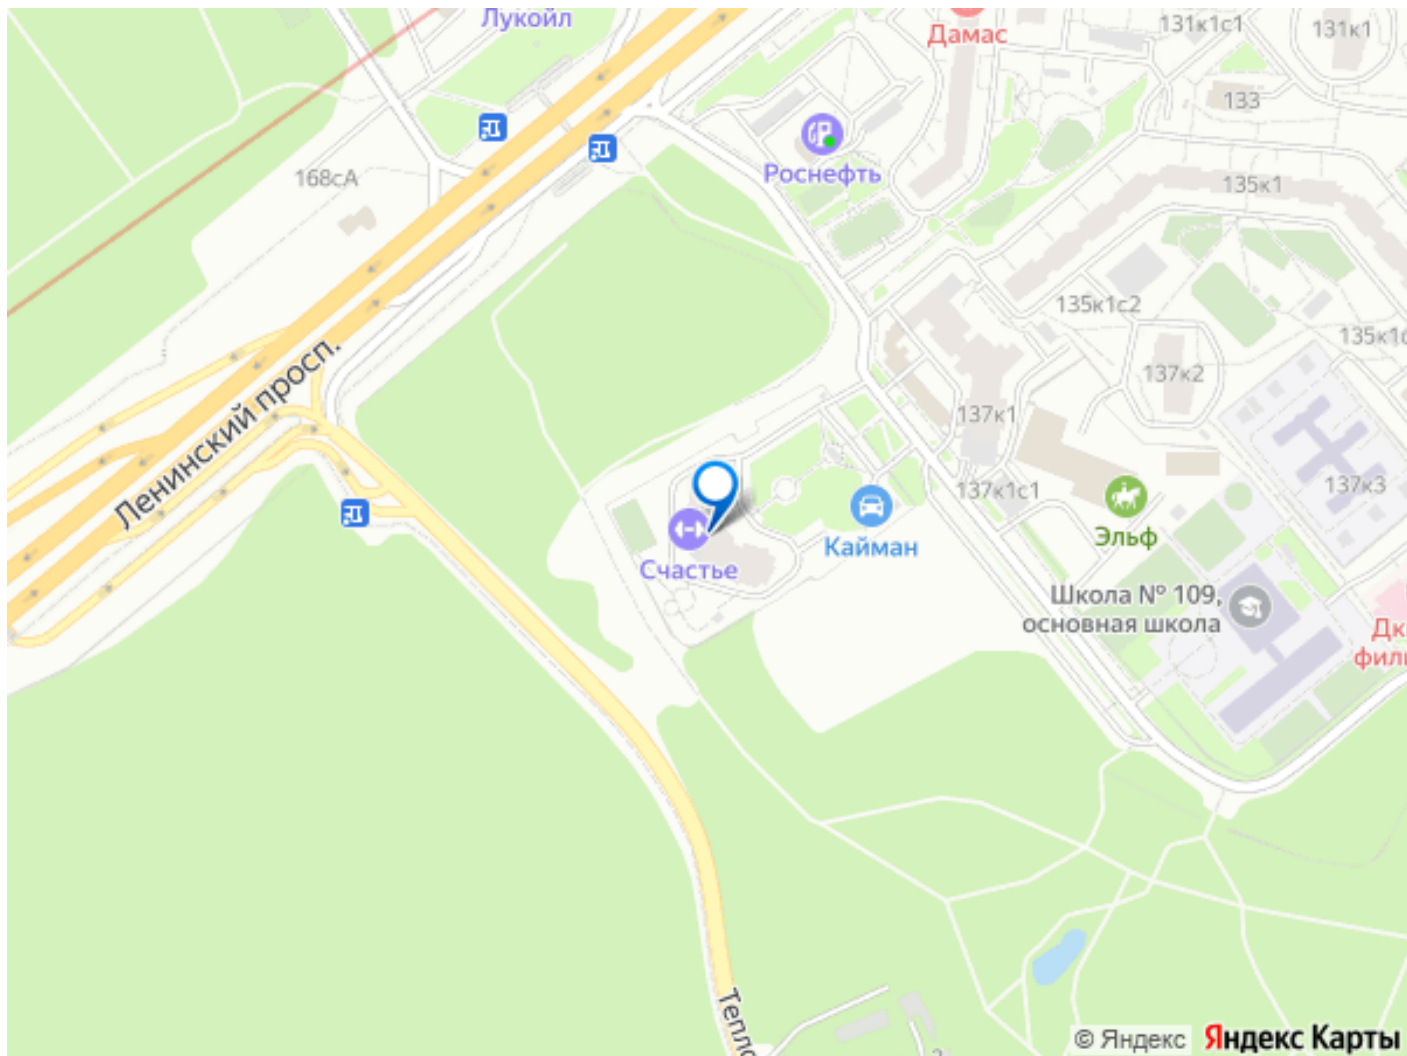 Лукойл
131к1с1
131к1
Дамас
133
168сА
Роснефть
135к1
135к1с2
Ленинский просп.
137к2
137к1
137к1с1
137к3
Счастье
Кайман
Эльф
Школа № 109,
основная школа
© Яндекс
Яндекс Карты